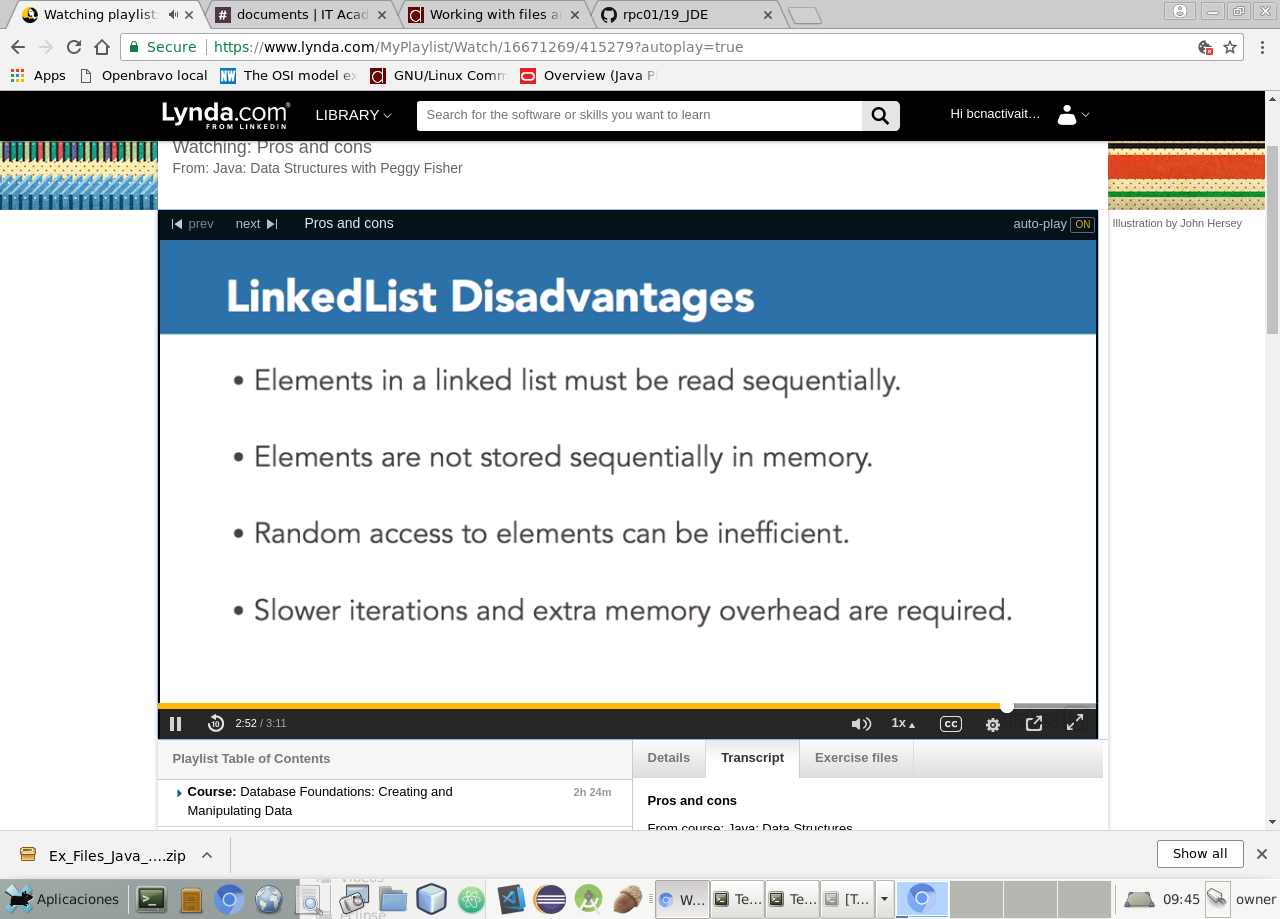 Watching playlist:
documents | IT Acad
Working with files a
rpc01/19_JDE
Secure
https://www.lynda.com/MyPlaylist/Watch/16671269/415279?autoplay=true
Apps
Openbravo local
NW
The OSI model ex
GNU/Linux Comm
Overview (Java Pl
Lynda.com
FROM LINKEDIN
LIBRARY
Search for the software or skills you want to learn
Hi bcnactivait...
Watching: Pros and cons
From: Java: Data Structures with Peggy Fisher
prev
next
Pros and cons
auto-play ON
Illustration by John Hersey
LinkedList Disadvantages
• Elements in a linked list must be read sequentially.
• Elements are not stored sequentially in memory.
• Random access to elements can be inefficient.
• Slower iterations and extra memory overhead are required.
10
2:52 / 3:11
1x
cc
Playlist Table of Contents
Details
Transcript
Exercise files
Course: Database Foundations: Creating and
Manipulating Data
2h 24m
Pros and cons
From course: Java: Data Structures
Ex_Files_Java_....zip
Show all
Aplicaciones
eclipse
W...
Te...
Te...
[T...
09:45
owner